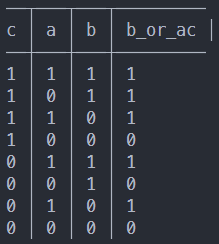 c | a | b | b_or_ac |
1 | 1 | 1 | 1
1 | 0 | 1 | 1
1 | 1 | 0 | 1
1 | 0 | 0 | 0
0 | 1 | 1 | 1
0 | 0 | 1 | 0
0 | 1 | 0 | 1
0 | 0 | 0 | 0